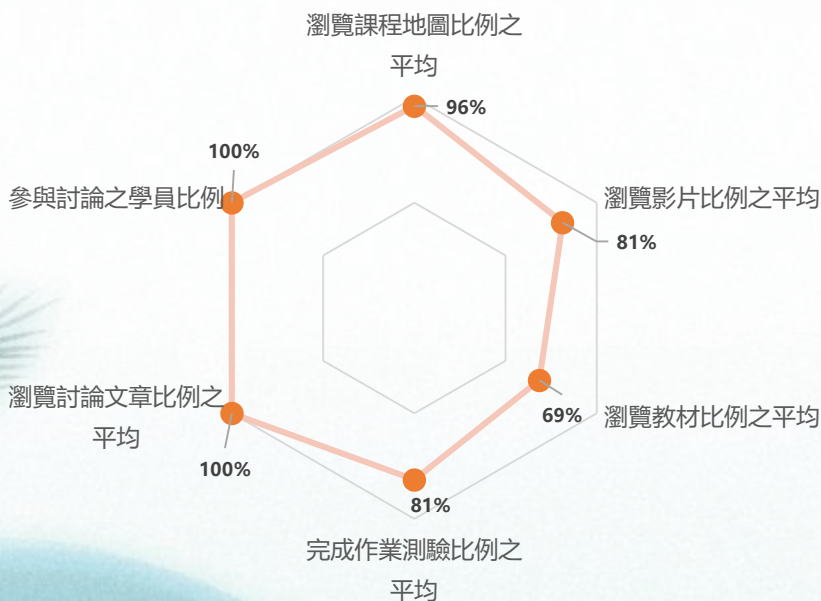 瀏覽課程地圖比例之
平均
96%
100%
參與討論之學員比例
瀏覽影片比例之平均
81%
瀏覽討論文章比例之
平均
100%
69%
瀏覽教材比例之平均
81%
完成作業測驗比例之
平均